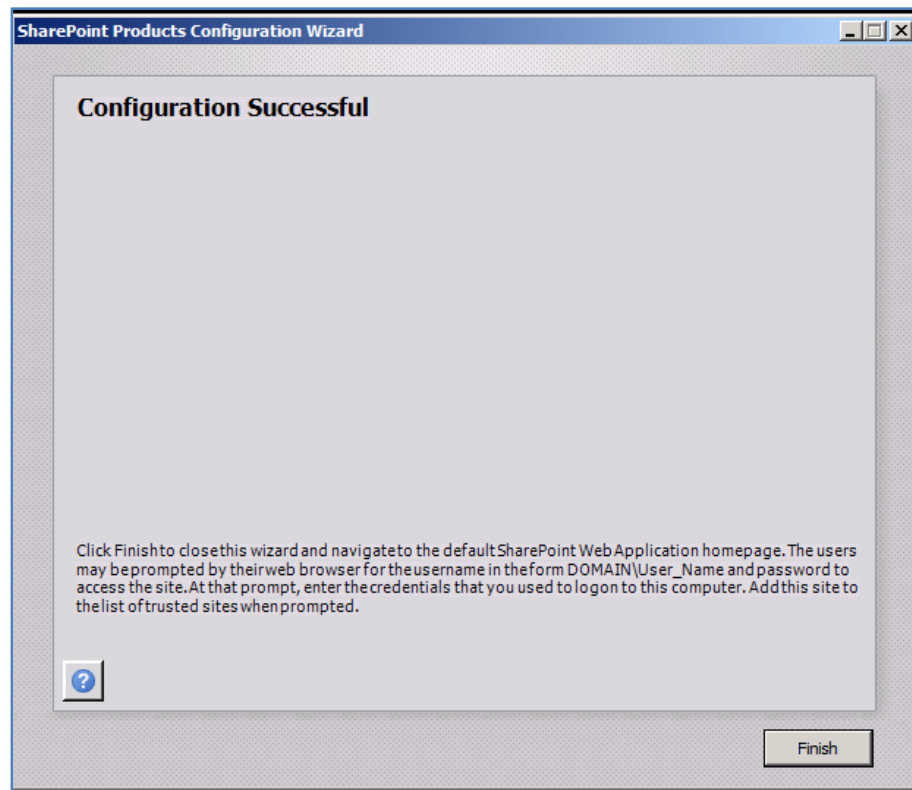 SharePoint Products Configuration Wizard
Configuration Successful
Click Finish to close this wizard and navigate to the default SharePoint Web Application homepage. The users
may be prompted by their web browser for the username in the form DOMAIN\User_Name and password to
access the site. At that prompt, enter the credentials that you used to logon to this computer. Add this site to
the list of trusted sites when prompted.
?
Finish